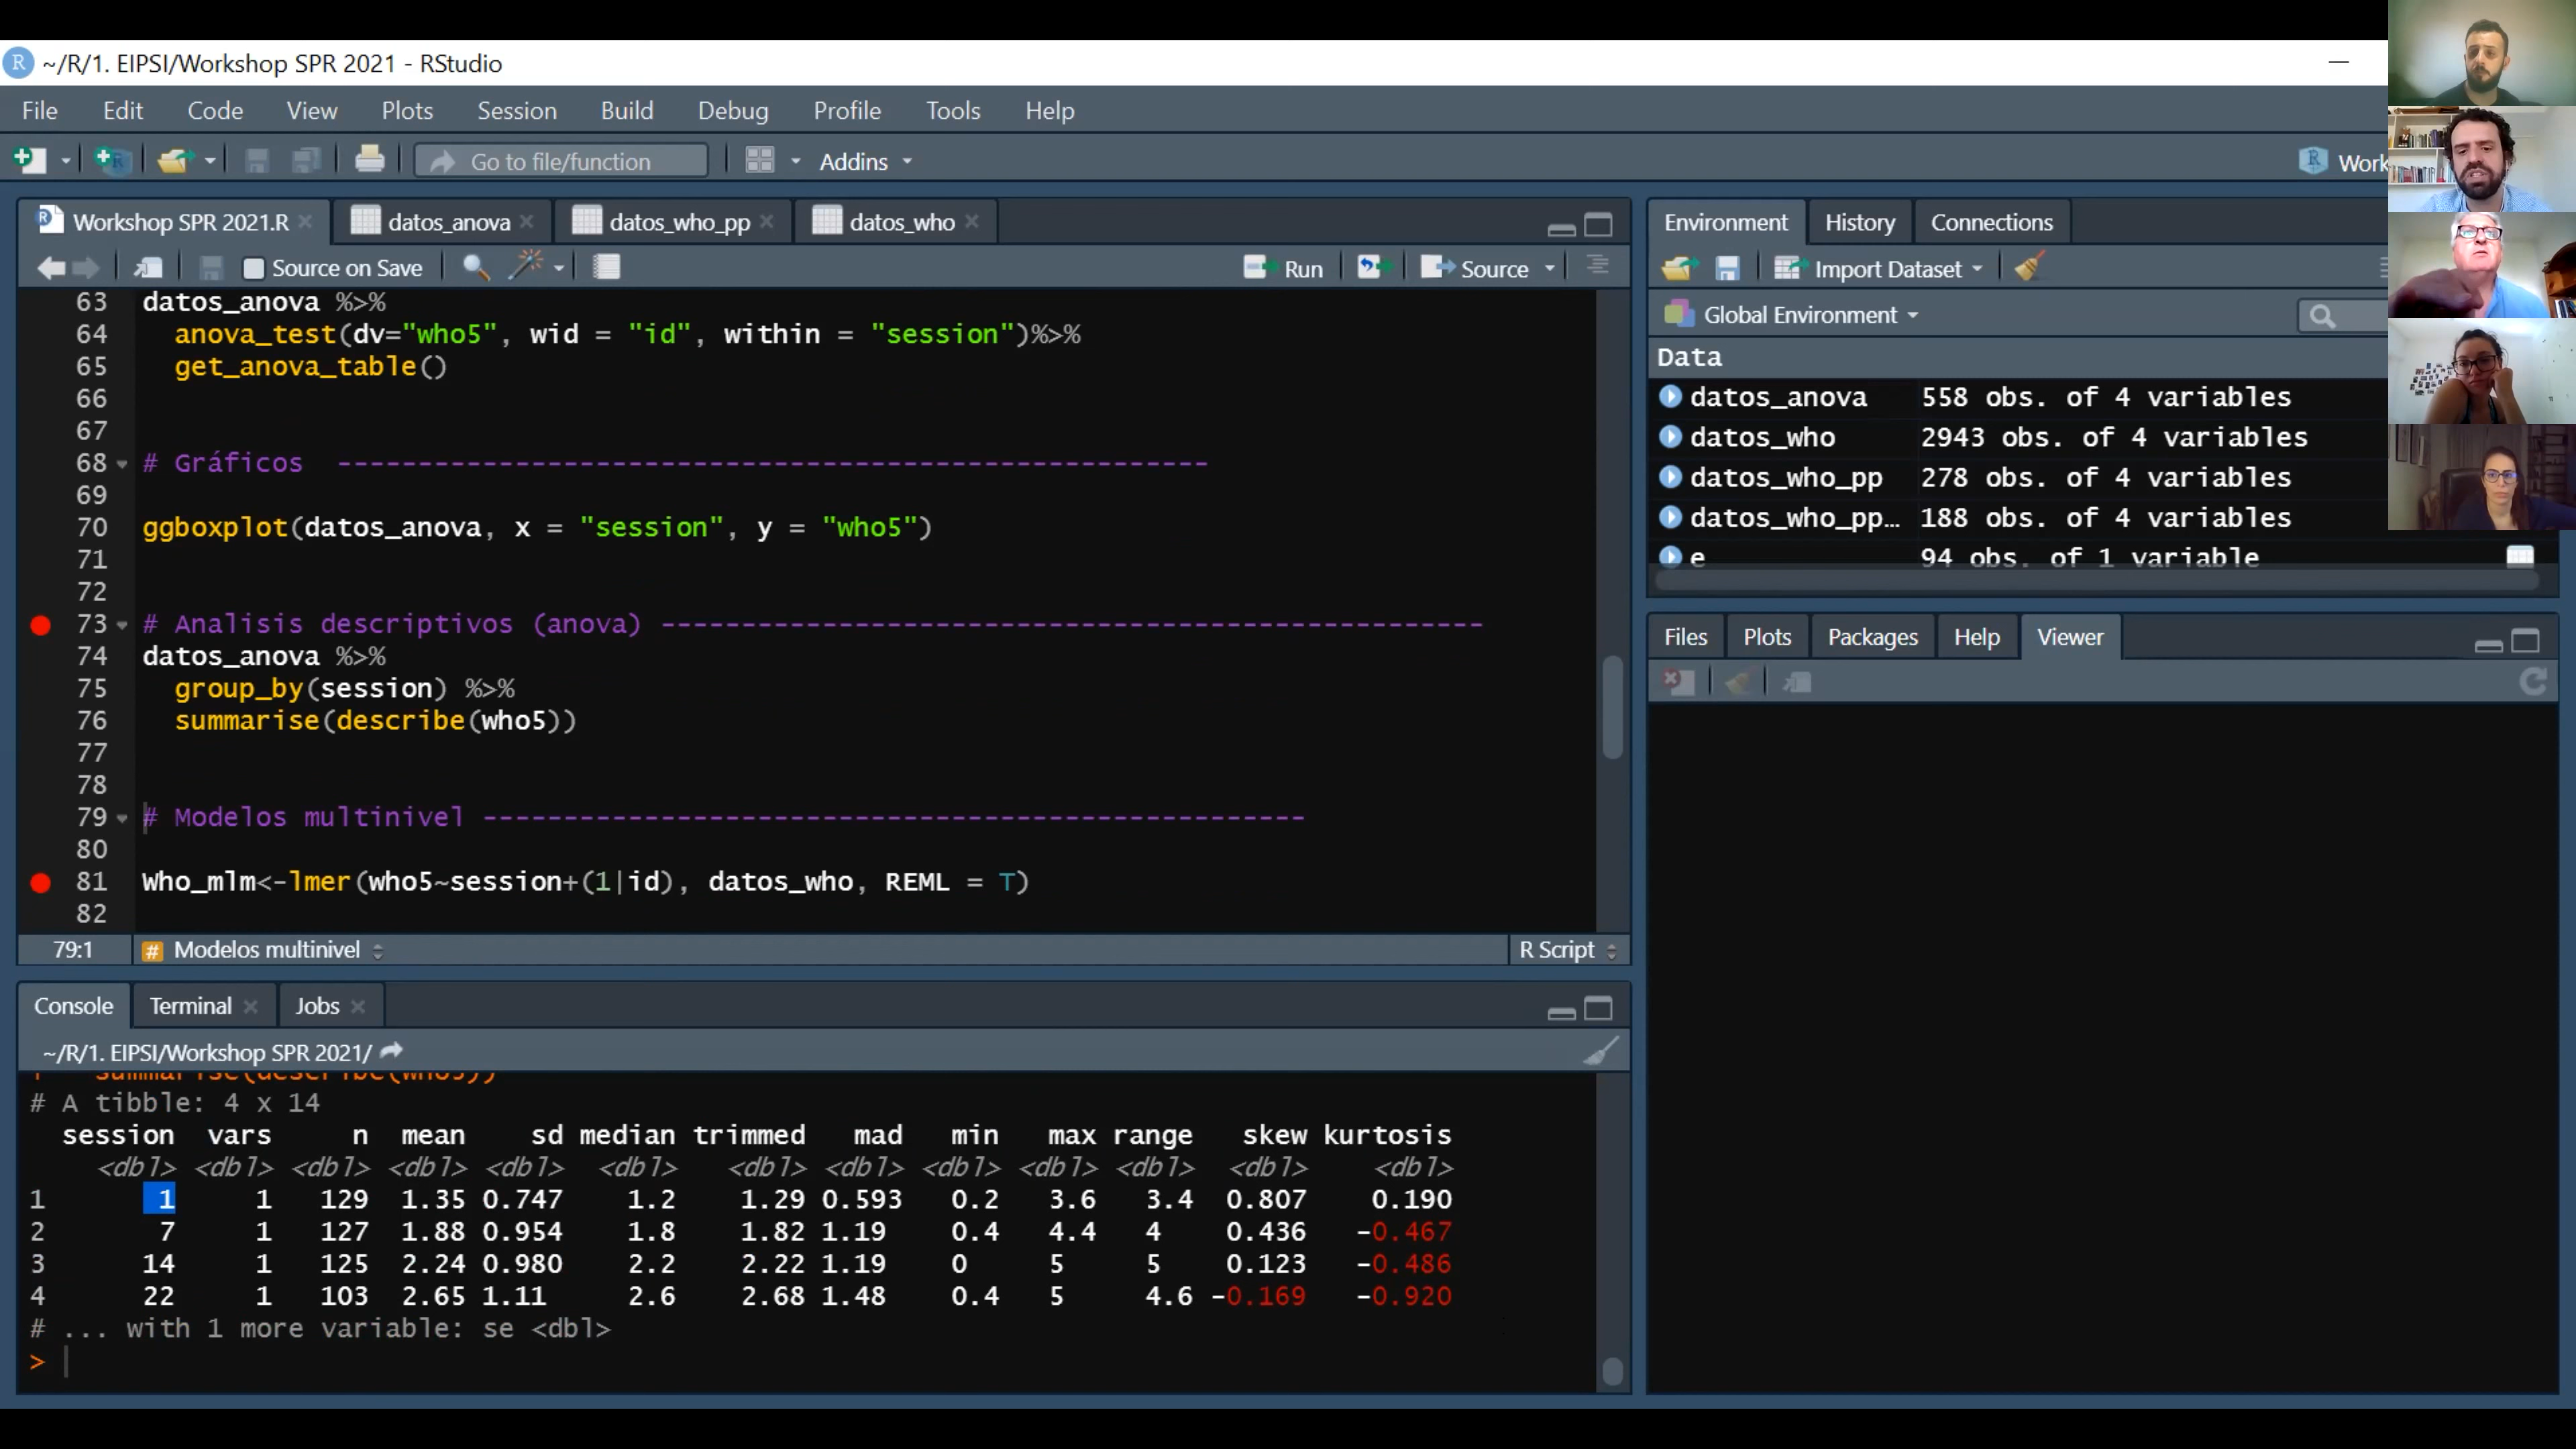 R ~/R/1. EIPSI/Workshop SPR 2021 - RStudio
File Edit Code View Plots Session Build Debug Profile Tools Help
Go to file/function Addins
R Work
Workshop SPR 2021.R datos_anova datos_who_pp datos_who
Source on Save Run Source
63 datos_anova %>%
64 anova_test(dv="who5", wid = "id", within = "session")%>%
65 get_anova_table()
66
67
68 # Gráficos ------------------------------------------------------
69
70 ggboxplot(datos_anova, x = "session", y = "who5")
71
72
73 # Analisis descriptivos (anova) ---------------------------------------------------
74 datos_anova %>%
75 group_by(session) %>%
76 summarise(describe(who5))
77
78
79 # Modelos multinivel ---------------------------------------------------
80
81 Who_mlm<-lmer(who5~session+(1|id), datos_who, REML = T)
82
79:1 # Modelos multinivel R Script
Console Terminal Jobs
~/R/1. EIPSI/Workshop SPR 2021/
summarise(describe(who5))
# A tibble: 4 x 14
session vars n mean sd median trimmed mad min max range skew kurtosis
<dbl> <dbl> <dbl> <dbl> <dbl> <dbl> <dbl> <dbl> <dbl> <dbl> <dbl> <dbl> <dbl>
1 1 1 129 1.35 0.747 1.2 1.29 0.593 0.2 3.6 3.4 0.807 0.190
2 7 1 127 1.88 0.954 1.8 1.82 1.19 0.4 4.4 4 0.436 -0.467
3 14 1 125 2.24 0.980 2.2 2.22 1.19 0 5 5 0.123 -0.486
4 22 1 103 2.65 1.11 2.6 2.68 1.48 0.4 5 4.6 -0.169 -0.920
# ... with 1 more variable: se <dbl>
>
Environment History Connections
Import Dataset
Global Environment
Data
datos_anova 558 obs. of 4 variables
datos_who 2943 obs. of 4 variables
datos_who_pp 278 obs. of 4 variables
datos_who_pp... 188 obs. of 4 variables
e 94 obs. of 1 variable
Files Plots Packages Help Viewer